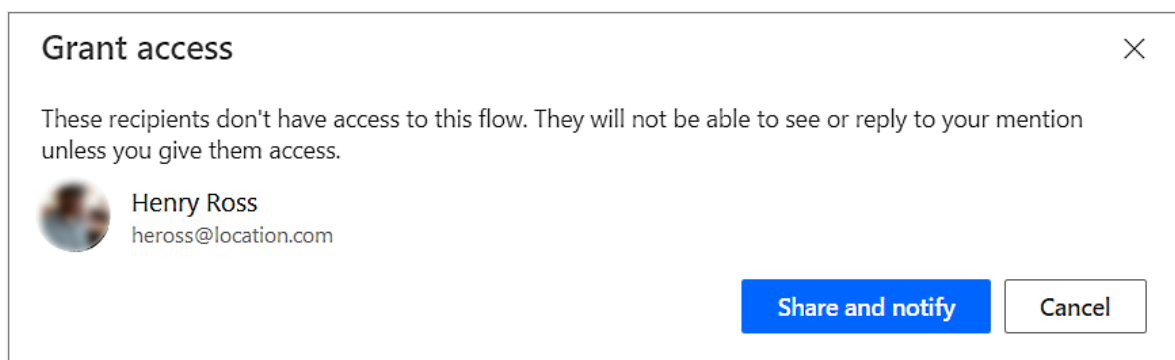 Grant access
These recipients don't have access to this flow. They will not be able to see or reply to your mention
unless you give them access.
Henry Ross
heross@location.com
Share and notify
Cancel